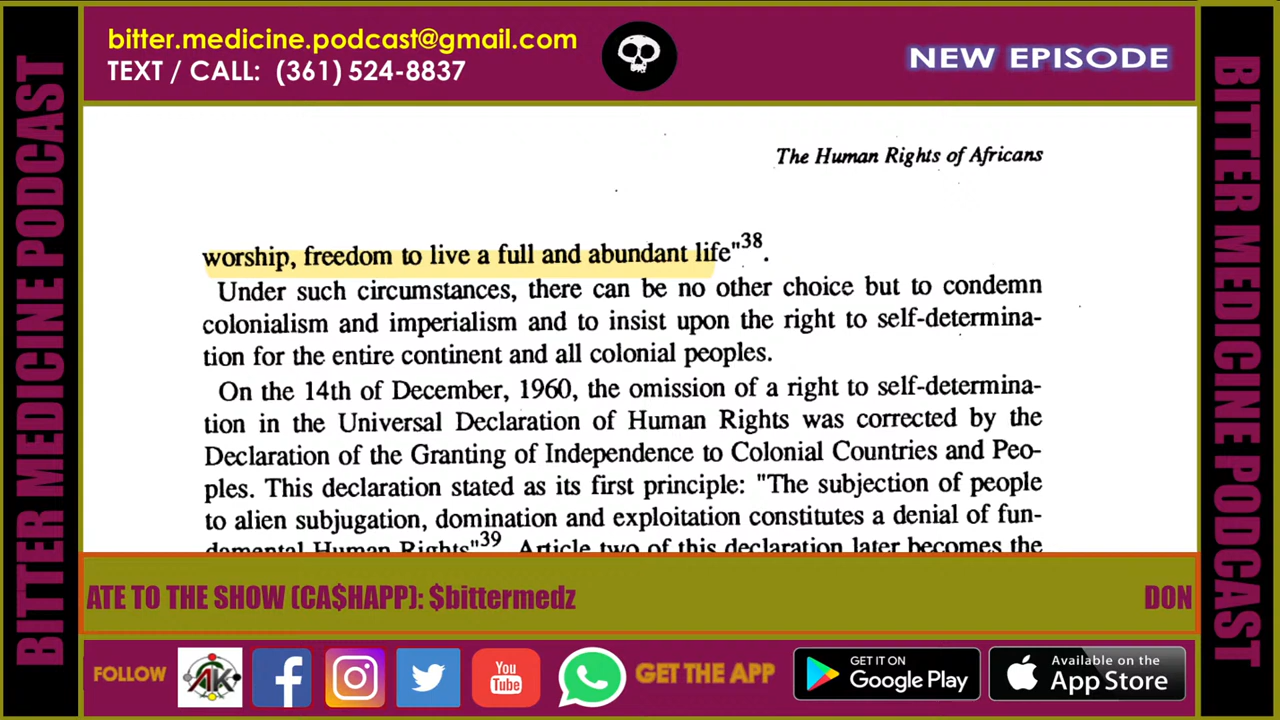 bitter.medicine.podcast@gmail.com
TEXT / CALL: (361) 524-8837
NEW EPISODE
BITTER MEDICINE PODCAST
The Human Rights of Africans
worship, freedom to live a full and abundant life"38.
Under such circumstances, there can be no other choice but to condemn
colonialism and imperialism and to insist upon the right to self-determina-
tion for the entire continent and all colonial peoples.
On the 14th of December, 1960, the omission of a right to self-determina-
tion in the Universal Declaration of Human Rights was corrected by the
Declaration of the Granting of Independence to Colonial Countries and Peo-
ples. This declaration stated as its first principle: "The subjection of people
to alien subjugation, domination and exploitation constitutes a denial of fun-
damental Human Rights"39 Article two of this declaration later becomes the
BITTER MEDICINE PODCAST
ATE TO THE SHOW (CA$HAPP): $bittermedz
DON
FOLLOW
ATK
You
Tube
GET THE APP
GET IT ON
Google Play
Available on the
App Store